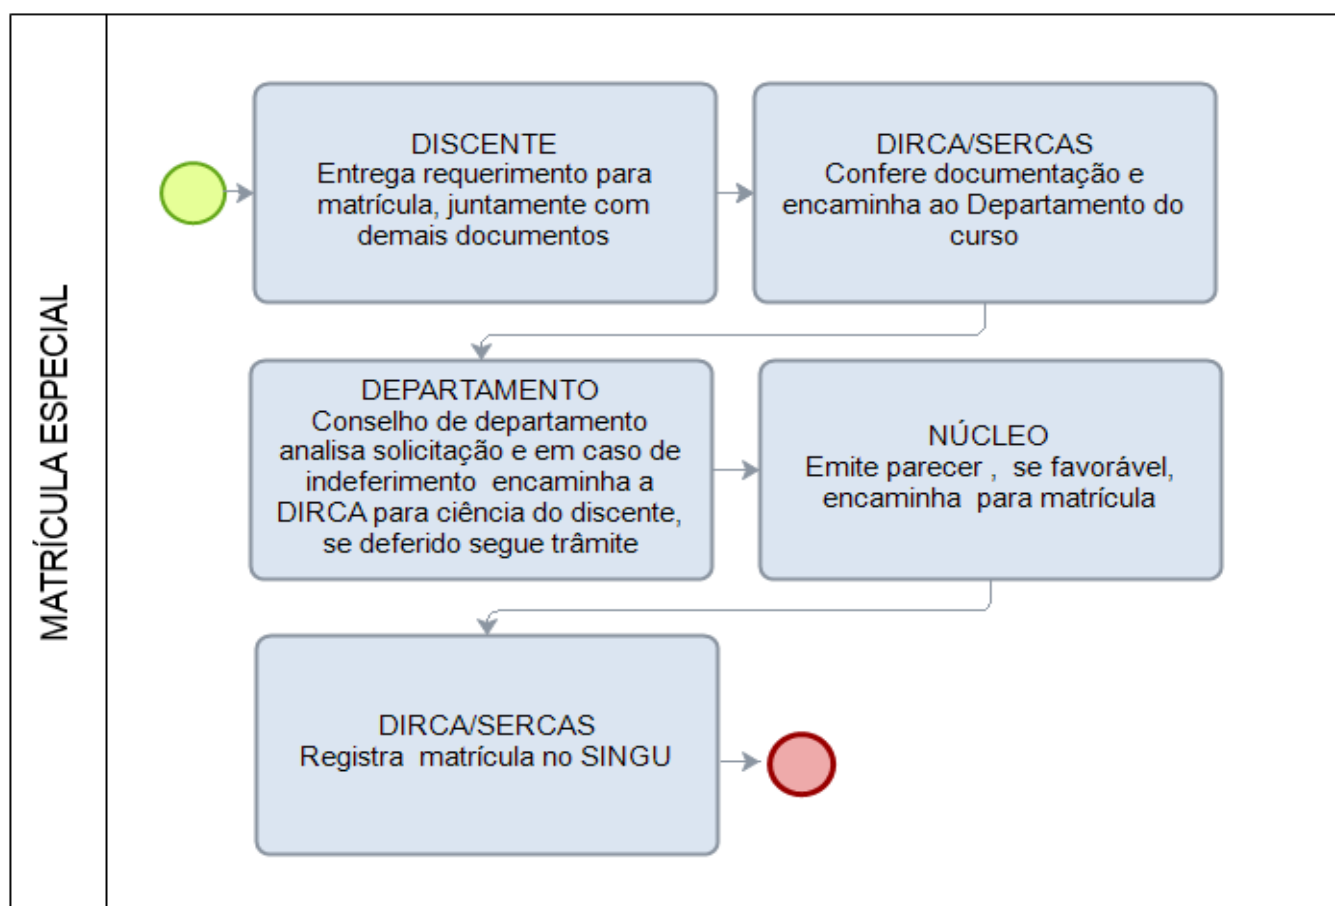 MATRÍCULA ESPECIAL
DISCENTE
Entrega requerimento para
matrícula, juntamente com
demais documentos
DIRCA/SERCAS
Confere documentação e
encaminha ao Departamento do
curso
DEPARTAMENTO
Conselho de departamento
analisa solicitação e em caso de
indeferimento  encaminha a
DIRCA para ciência do discente,
se deferido segue trâmite
NÚCLEO
Emite parecer ,  se favorável,
encaminha  para matrícula
DIRCA/SERCAS
Registra  matrícula no SINGU